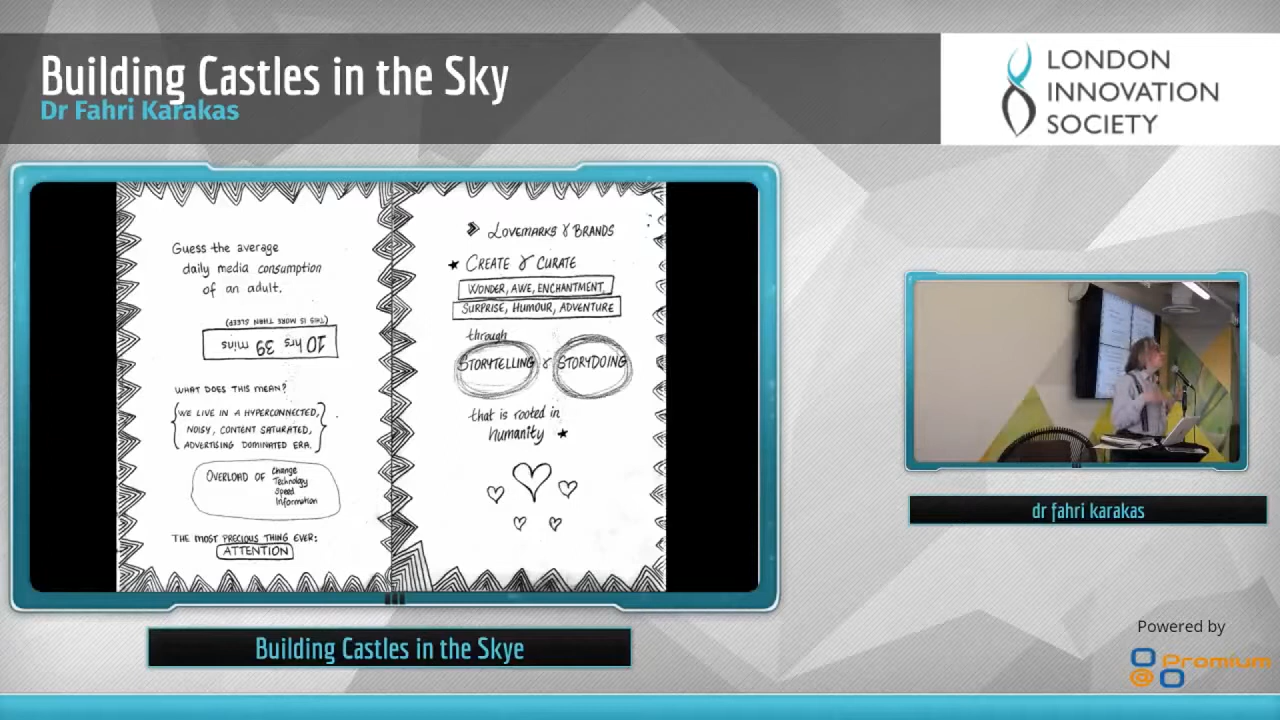 Building Castles in the Sky
Dr Fahri Karakas
LONDON
INNOVATION
SOCIETY
Guess the average
daily media consumption
of an adult.
(THIS IS MORE THAN SLEEP)
10 hrs 39 mins
WHAT DOES THIS MEAN?
WE LIVE IN A HYPERCONNECTED,
NOISY, CONTENT SATURATED,
ADVERTISING DOMINATED ERA.
OVERLOAD OF Change
Technology
Speed
Information
THE MOST PRECIOUS THING EVER:
ATTENTION
LOVEMARKS & BRANDS
CREATE & CURATE
WONDER, AWE, ENCHANTMENT,
SURPRISE, HUMOUR, ADVENTURE
through
STORYTELLING & STORYDOING
that is rooted in
humanity
dr fahri karakas
Building Castles in the Skye
Powered by
Promium